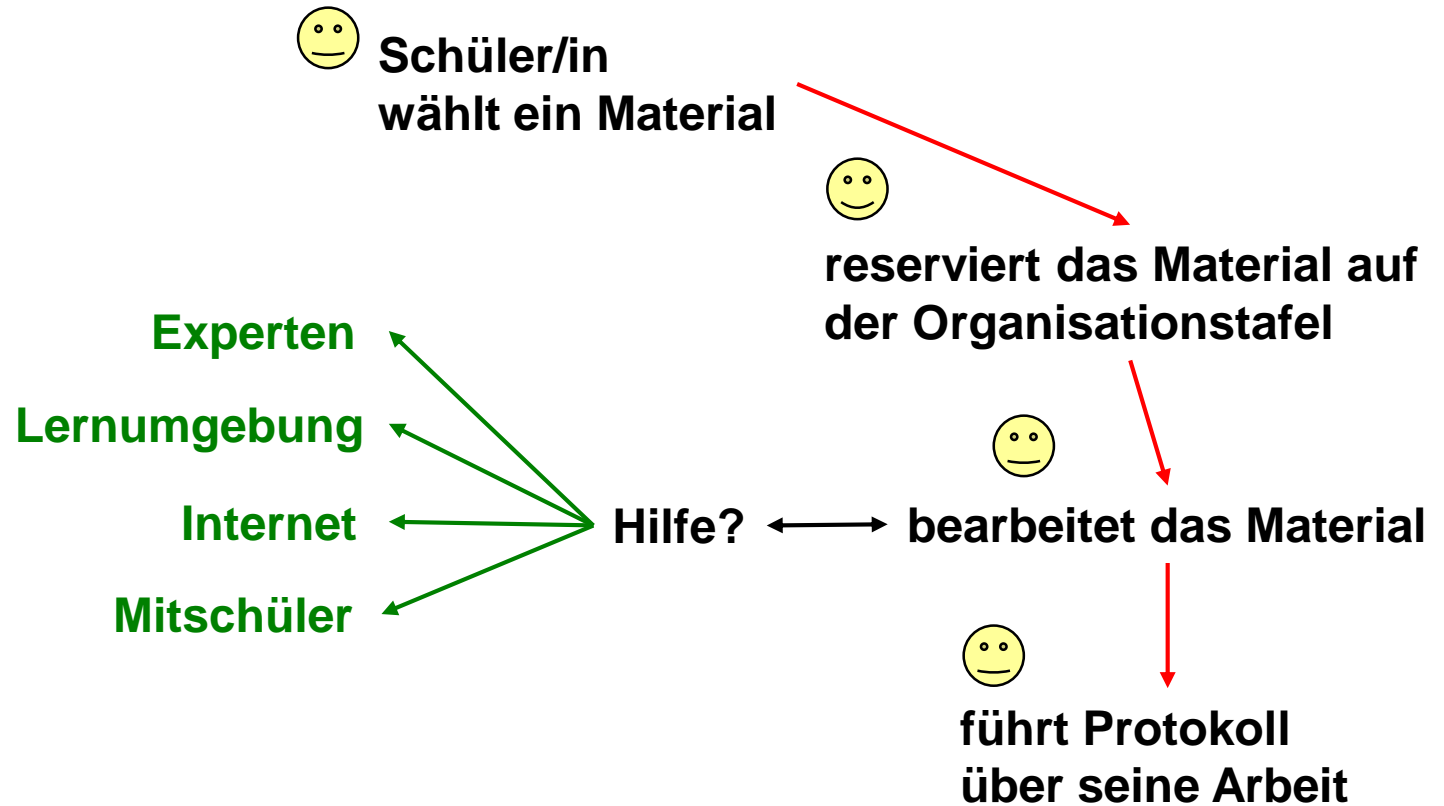 Schüler/in
wählt ein Material
reserviert das Material auf
der Organisationstafel
Experten
Lernumgebung
Internet
Mitschüler
Hilfe?
bearbeitet das Material
führt Protokoll
über seine Arbeit